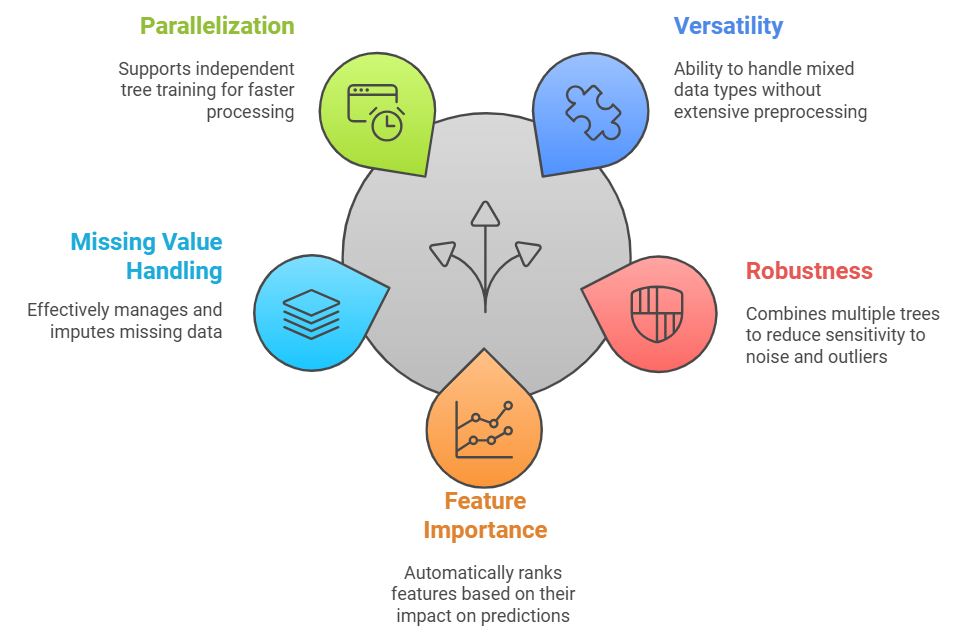 Parallelization
Supports independent
tree training for faster
processing
Versatility
Ability to handle mixed
data types without
extensive preprocessing
Missing Value
Handling
Effectively manages and
imputes missing data
Robustness
Combines multiple trees
to reduce sensitivity to
noise and outliers
Feature
Importance
Automatically ranks
features based on their
impact on predictions